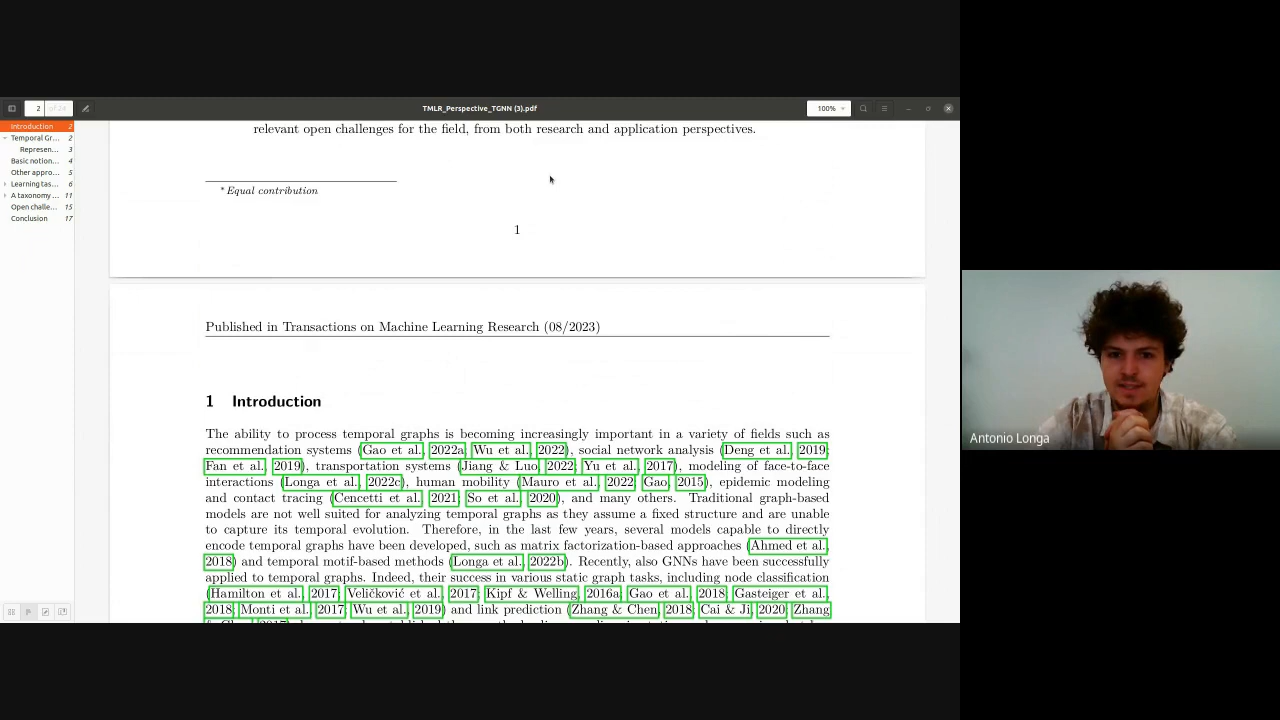 2
of 24
TMLR_Perspective_TGNN (3).pdf
100%
Introduction 2
Temporal Gr... 2
Represen... 3
Basic notion... 4
Other appro... 5
Learning tas... 6
A taxonomy ... 11
Open challe... 15
Conclusion 17
relevant open challenges for the field, from both research and application perspectives.
*Equal contribution
1
Published in Transactions on Machine Learning Research (08/2023)
1 Introduction
The ability to process temporal graphs is becoming increasingly important in a variety of fields such as
recommendation systems (Gao et al., 2022a; Wu et al., 2022), social network analysis (Deng et al., 2019;
Fan et al., 2019), transportation systems (Jiang & Luo, 2022; Yu et al., 2017), modeling of face-to-face
interactions (Longa et al., 2022c), human mobility (Mauro et al., 2022; Gao, 2015), epidemic modeling
and contact tracing (Cencetti et al., 2021; So et al., 2020), and many others. Traditional graph-based
models are not well suited for analyzing temporal graphs as they assume a fixed structure and are unable
to capture its temporal evolution. Therefore, in the last few years, several models capable to directly
encode temporal graphs have been developed, such as matrix factorization-based approaches (Ahmed et al.,
2018) and temporal motif-based methods (Longa et al., 2022b). Recently, also GNNs have been successfully
applied to temporal graphs. Indeed, their success in various static graph tasks, including node classification
(Hamilton et al., 2017; Veličković et al., 2017; Kipf & Welling, 2016a; Gao et al., 2018; Gasteiger et al.,
2018; Monti et al., 2017; Wu et al., 2019) and link prediction (Zhang & Chen, 2018; Cai & Ji, 2020; Zhang
Antonio Longa